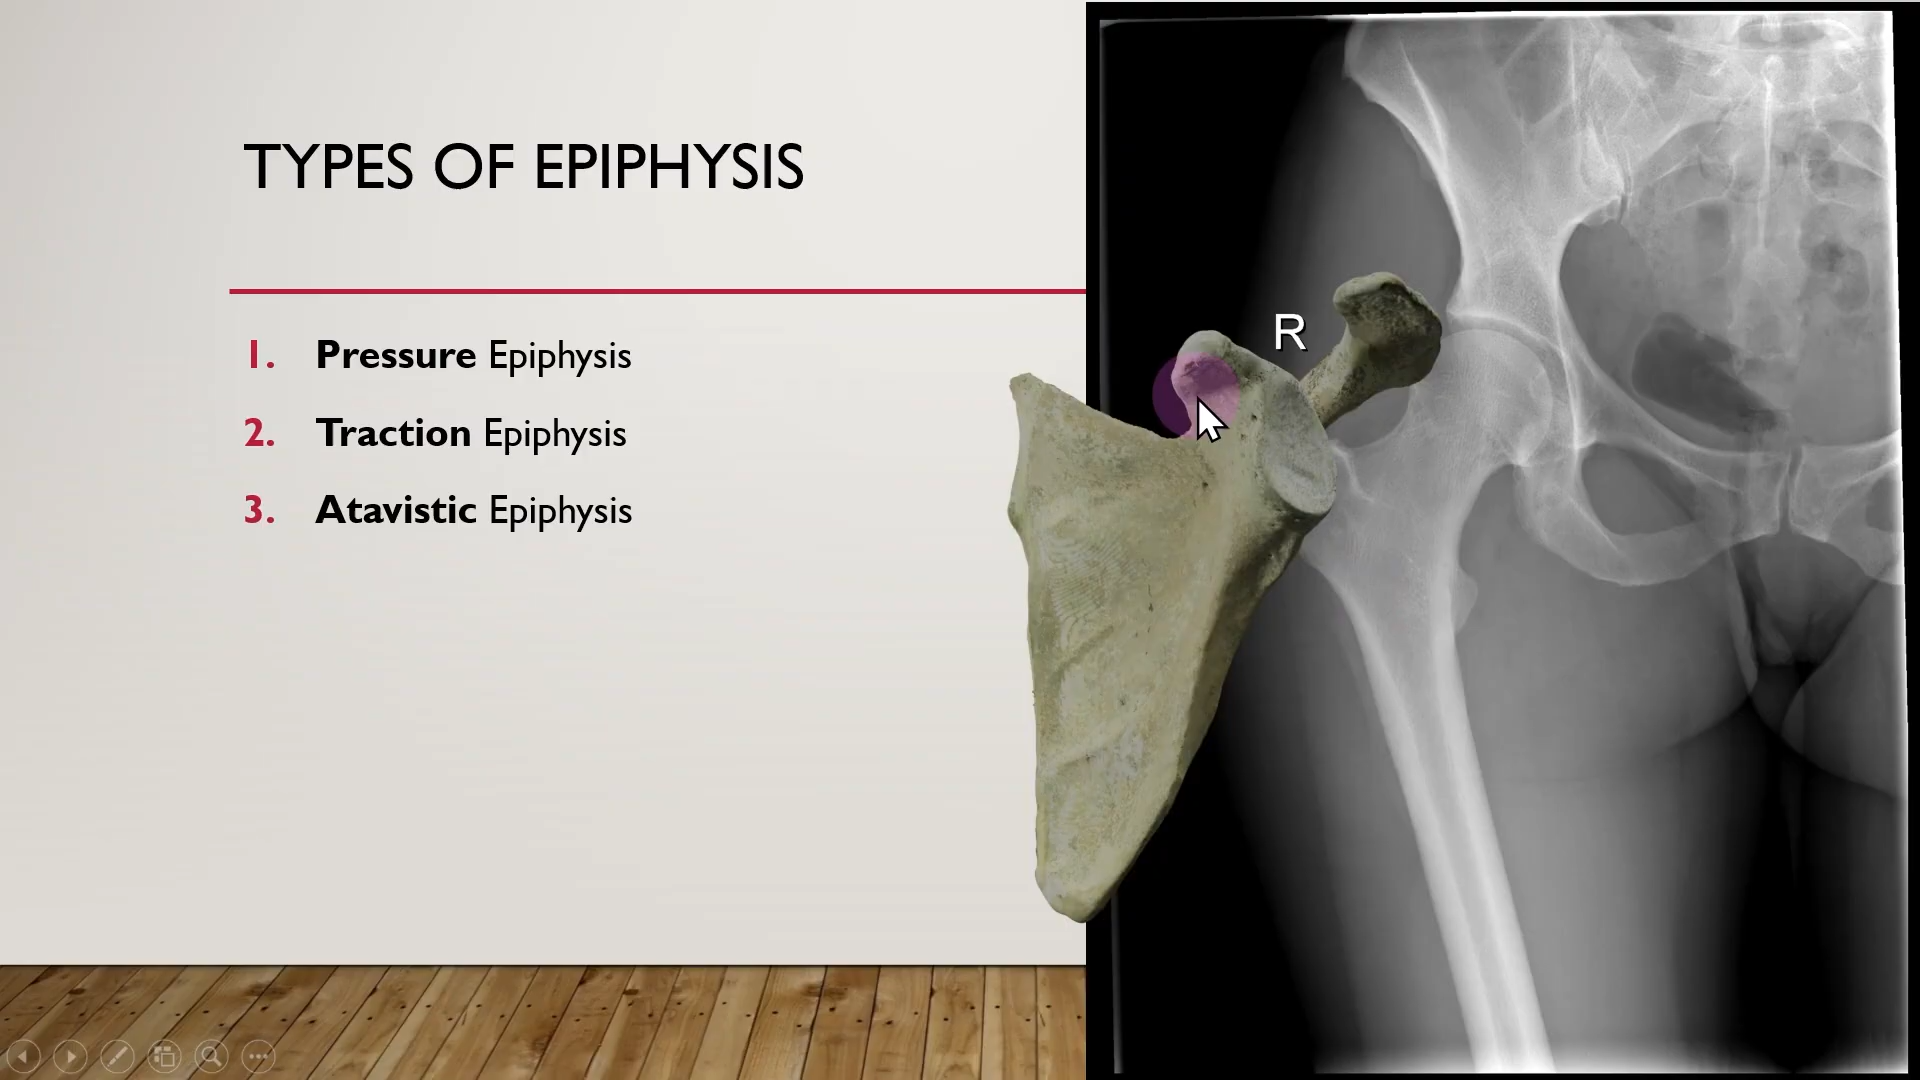 TYPES OF EPIPHYSIS
1. Pressure Epiphysis
2. Traction Epiphysis
3. Atavistic Epiphysis
R